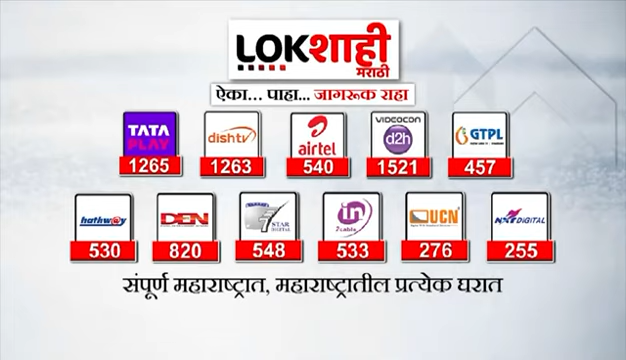 LOKशाही
मराठी
ऐका... पाहा... जागरूक राहा
TATA PLAY dishtv airtel VIDEOCON d2h GTPL
1265 1263 540 1521 457
hathway DEN 7 STAR DIGITAL in cable UCN NXT DIGITAL
530 820 548 533 276 255
संपूर्ण महाराष्ट्रात, महाराष्ट्रातील प्रत्येक घरात